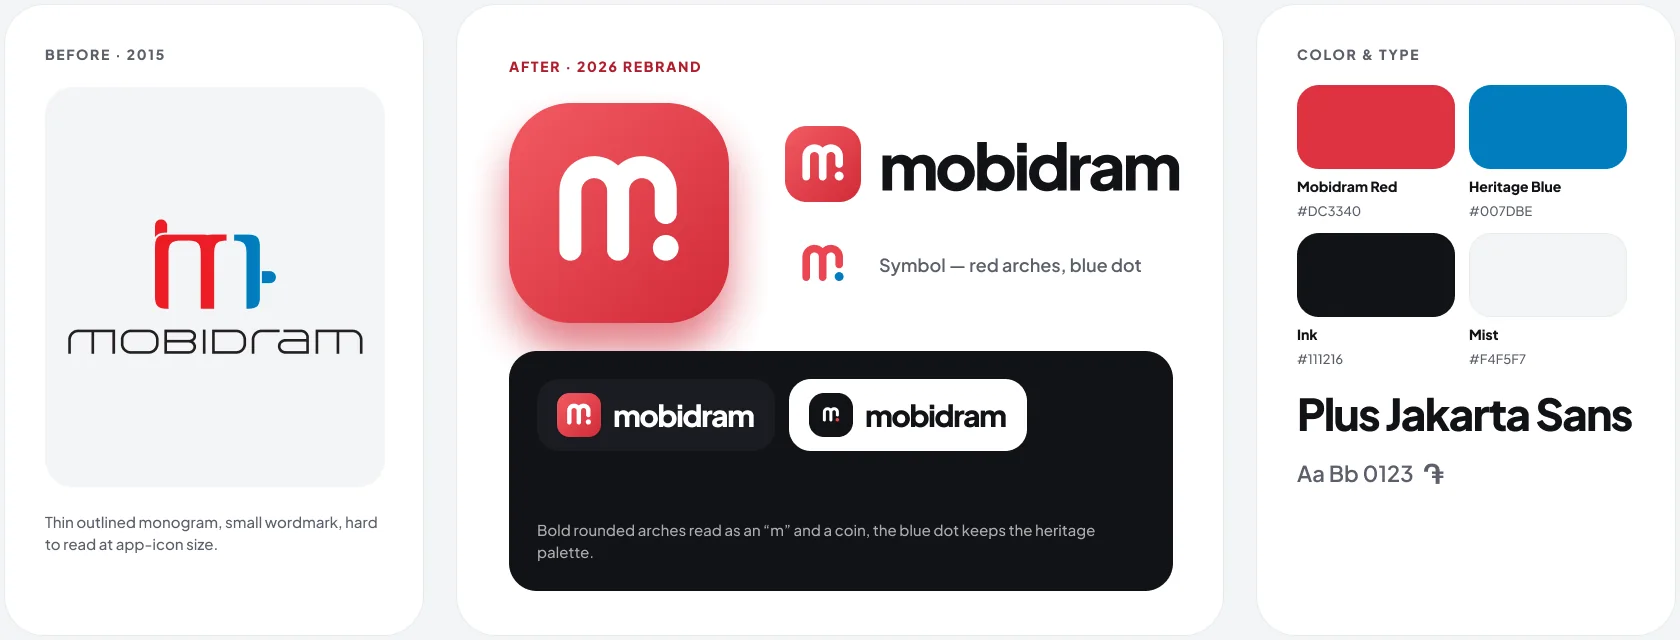 BEFORE · 2015
mobidram
Thin outlined monogram, small wordmark, hard
to read at app-icon size.
AFTER · 2026 REBRAND
m.
m. mobidram
m. Symbol — red arches, blue dot
m. mobidram
m. mobidram
Bold rounded arches read as an “m” and a coin, the blue dot keeps the heritage
palette.
COLOR & TYPE
Mobidram Red
#DC3340
Heritage Blue
#007DBE
Ink
#111216
Mist
#F4F5F7
Plus Jakarta Sans
Aa Bb 0123 ֏